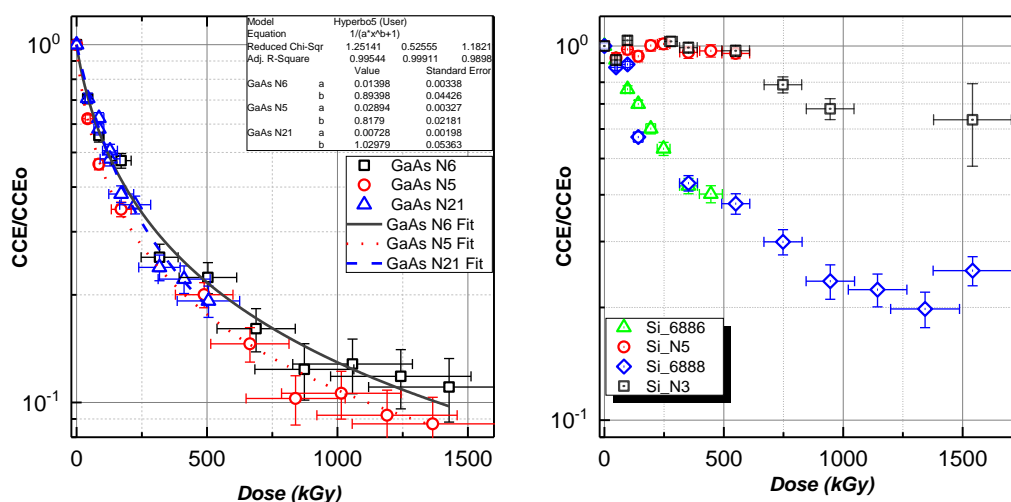 Model Hyperbo5 (User)
Equation 1/(a*x^b+1)
Reduced Chi-Sqr 1.25141 0.52555 1.1821
Adj. R-Square 0.99544 0.99911 0.9898
Value Standard Error
GaAs N6 a 0.01398 0.00338
b 0.89398 0.04426
GaAs N5 a 0.02894 0.00327
b 0.8179 0.02181
GaAs N21 a 0.00728 0.00198
b 1.02979 0.05363
GaAs N6
GaAs N5
GaAs N21
GaAs N6 Fit
GaAs N5 Fit
GaAs N21 Fit
10⁰
10⁻¹
CCE/CCEo
0 500 1000 1500
Dose (kGy)
10⁰
10⁻¹
CCE/CCEo
Si_6886
Si_N5
Si_6888
Si_N3
0 500 1000 1500
Dose (kGy)